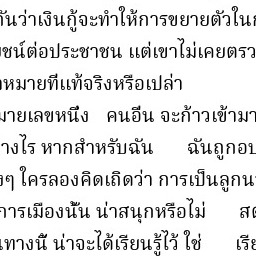 กันว่าเงินกู้จะทำให้การขยายตัวใน
ชน์ต่อประชาชน แต่เขาไม่เคยตรว
หมายที่แท้จริงหรือเปล่า
มายเลขหนึ่ง คนอื่น จะก้าวเข้ามา
างไร หากสำหรับฉัน ฉันถูกอบ
งๆ ใครลองคิดเถิดว่า การเป็นลูกน
การเมืองนั้น น่าสนุกหรือไม่ สด
นทางนี้ น่าจะได้เรียนรู้ไว้ ใช่ เรีย